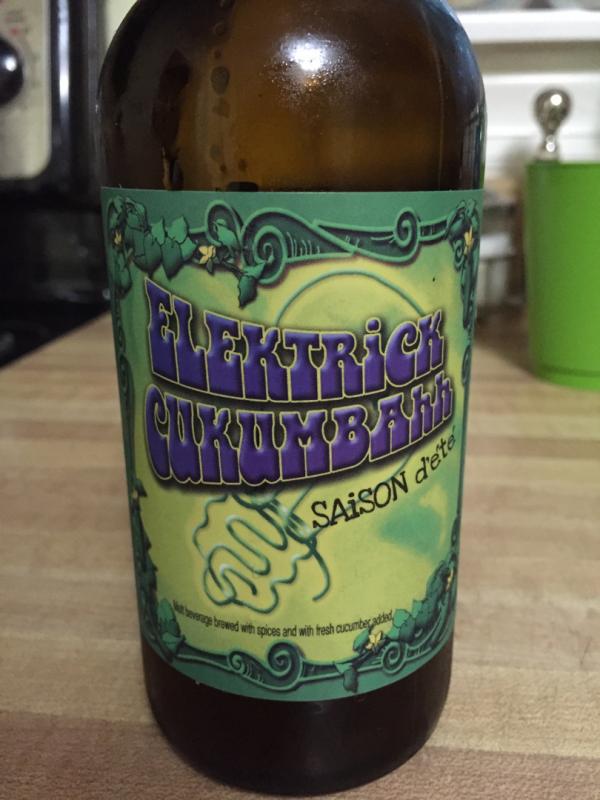 ELEKTRiCK
CUKUMBAhh
SAiSON d'été
Malt beverage brewed with spices and with fresh cucumber added.